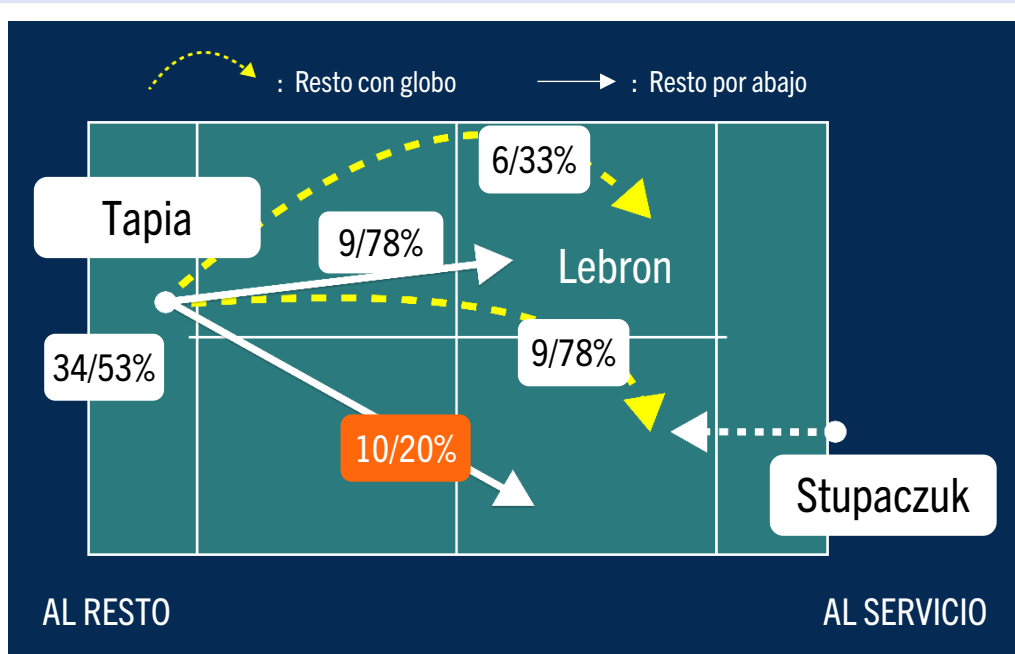 : Resto con globo
: Resto por abajo
6/33%
Tapia
9/78%
Lebron
34/53%
9/78%
10/20%
Stupaczuk
AL RESTO
AL SERVICIO